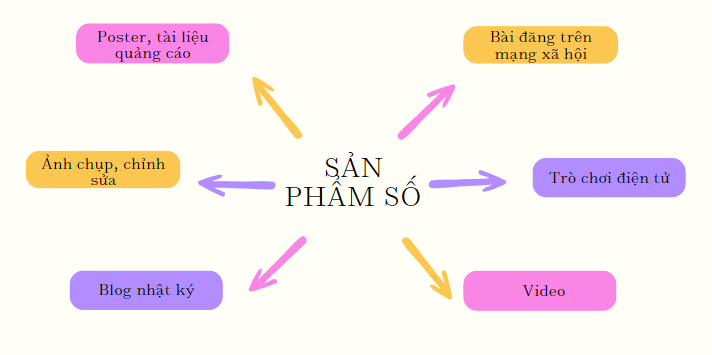 Poster, tài liệu
quảng cáo
Bài đăng trên
mạng xã hội
Ảnh chụp, chỉnh
sửa
SẢN
PHẨM SỐ
Trò chơi điện tử
Blog nhật ký
Video